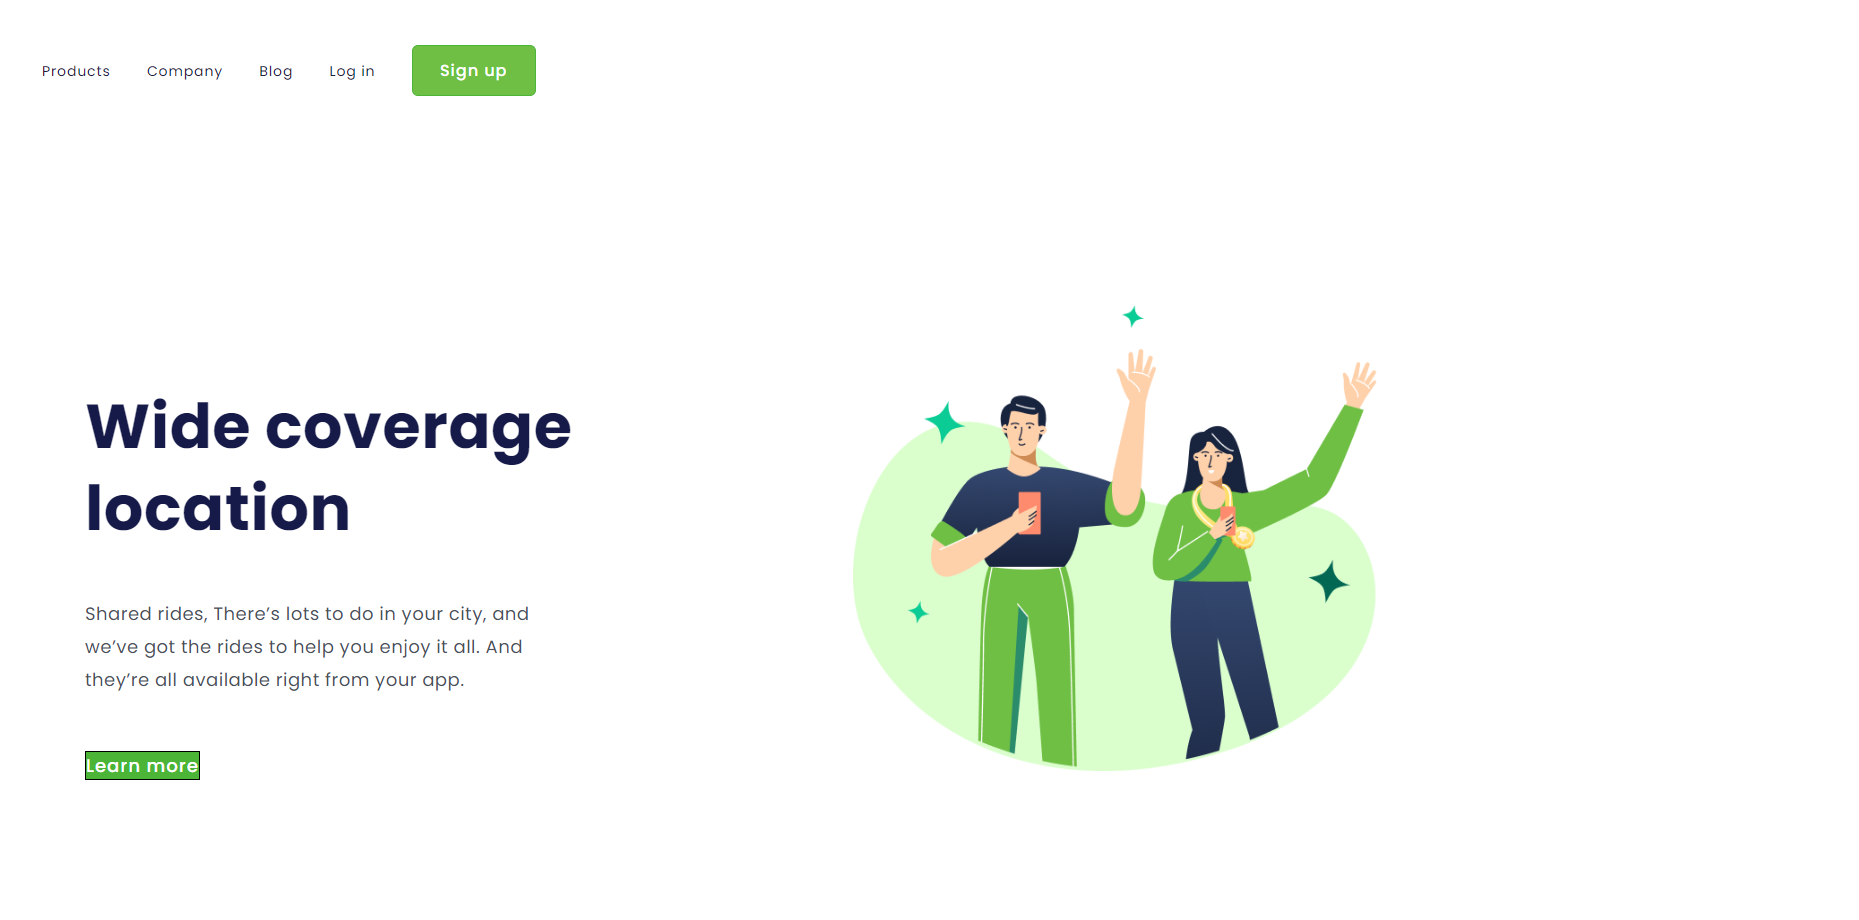 Products Company Blog Log in Sign up
Wide coverage
location
Shared rides, There’s lots to do in your city, and
we’ve got the rides to help you enjoy it all. And
they’re all available right from your app.
Learn more